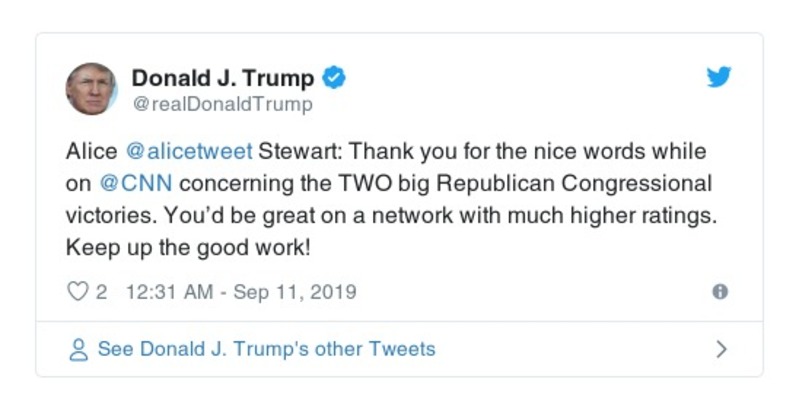 Donald J. Trump
@realDonaldTrump
Alice @alicetweet Stewart: Thank you for the nice words while
on @CNN concerning the TWO big Republican Congressional
victories. You’d be great on a network with much higher ratings.
Keep up the good work!
2 12:31 AM - Sep 11, 2019
See Donald J. Trump's other Tweets